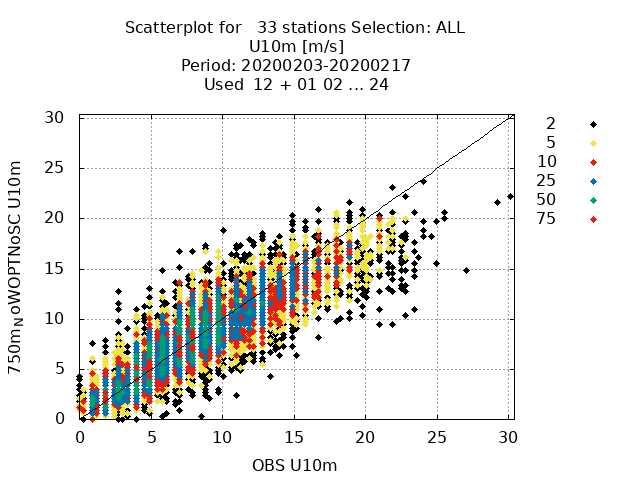 Scatterplot for 33 stations Selection: ALL
U10m [m/s]
Period: 20200203-20200217
Used 12 + 01 02 ... 24
30
25
20
15
10
5
0
750mNoWOPTNoSC U10m
0 5 10 15 20 25 30
OBS U10m
2
5
10
25
50
75